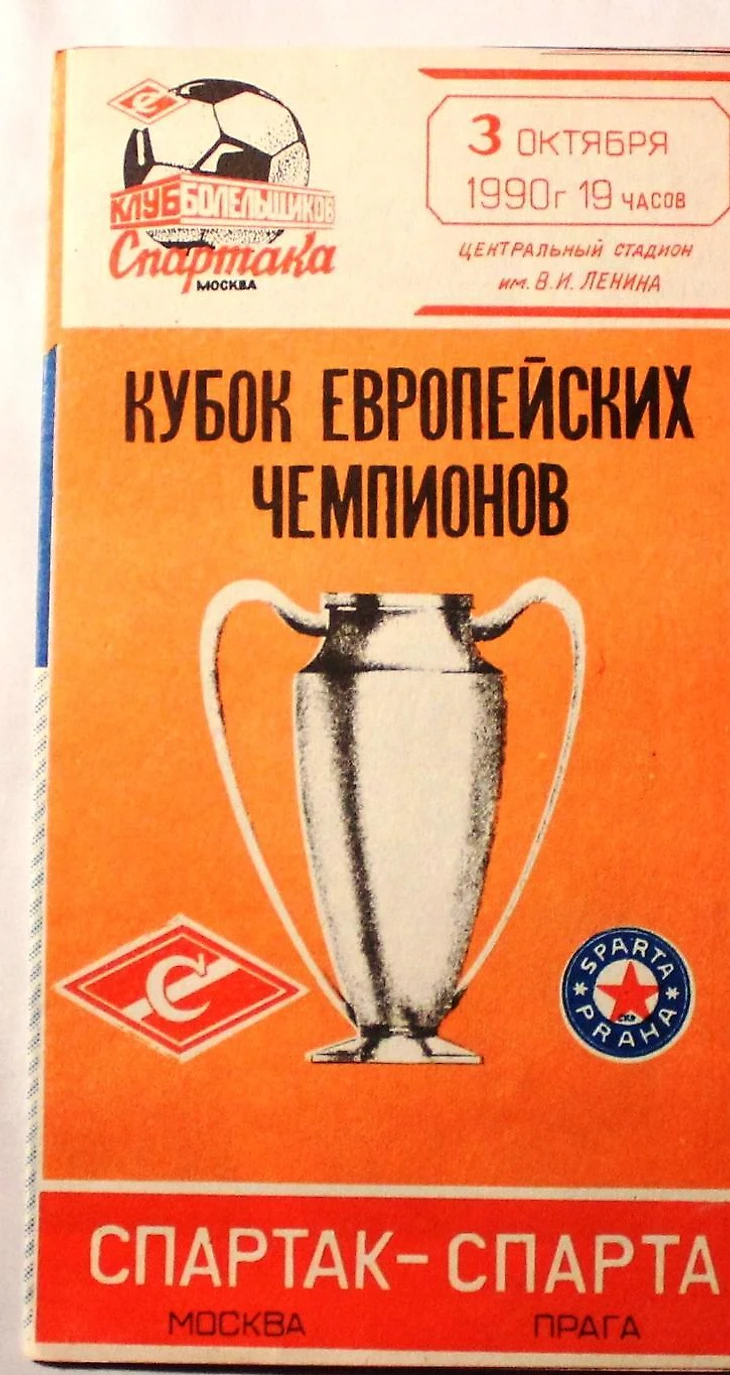 КЛУБ БОЛЕЛЬЩИКОВ
Спартака
МОСКВА
3 ОКТЯБРЯ
1990г 19 ЧАСОВ
ЦЕНТРАЛЬНЫЙ СТАДИОН
им. В.И. ЛЕНИНА
КУБОК ЕВРОПЕЙСКИХ
ЧЕМПИОНОВ
С
SPARTA
PRAHA
СПАРТАК – СПАРТА
МОСКВА ПРАГА